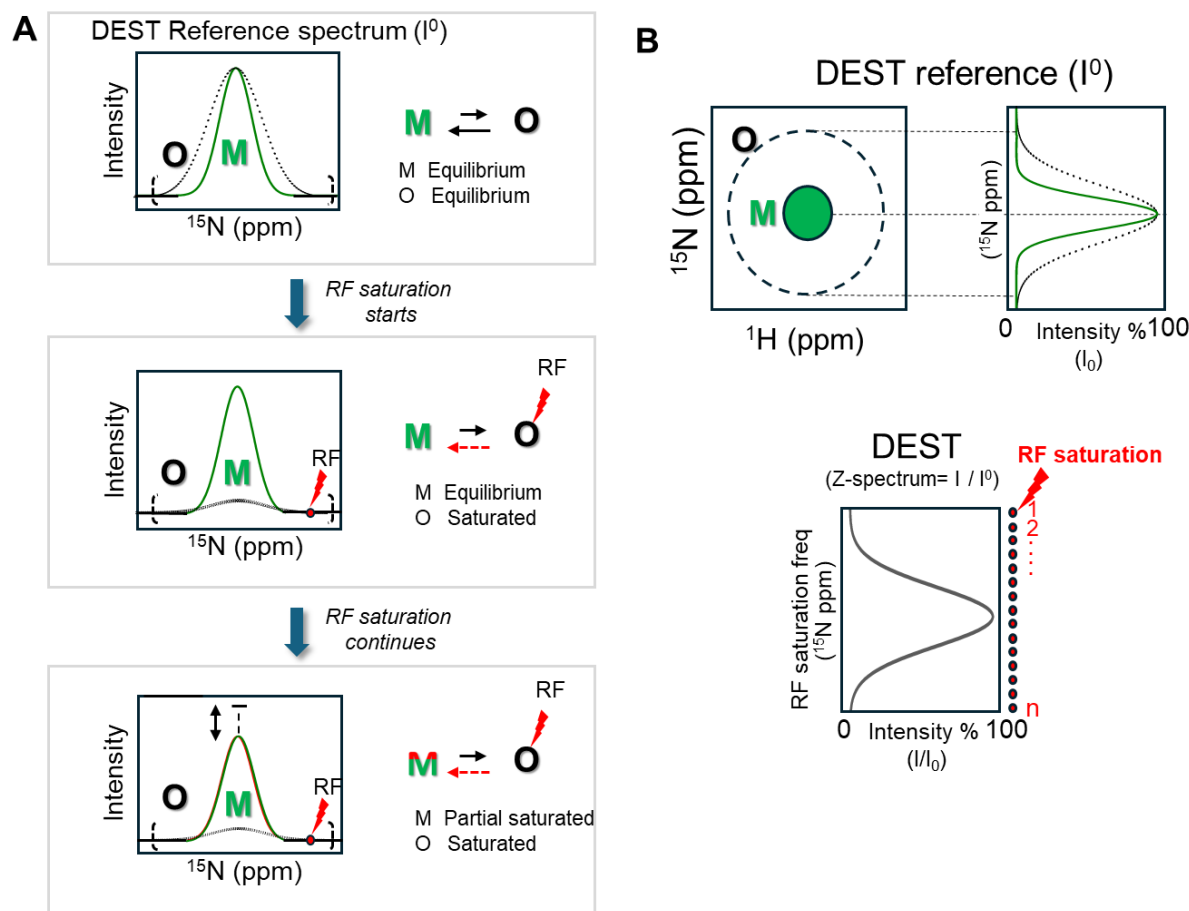 A
DEST Reference spectrum (I⁰)
Intensity
O
M
¹⁵N (ppm)
M
O
M Equilibrium
O Equilibrium
RF saturation
starts
Intensity
O
M
RF
¹⁵N (ppm)
RF
M
O
M Equilibrium
O Saturated
RF saturation
continues
Intensity
O
M
RF
¹⁵N (ppm)
RF
M
O
M Partial saturated
O Saturated
B
DEST reference (I⁰)
¹⁵N (ppm)
O
M
¹H (ppm)
(¹⁵N ppm)
0
Intensity %
100
(I₀)
DEST
(Z-spectrum= I / I⁰)
RF saturation
1
2
.
.
.
.
n
RF saturation freq
(¹⁵N ppm)
0
Intensity %
100
(I/I₀)